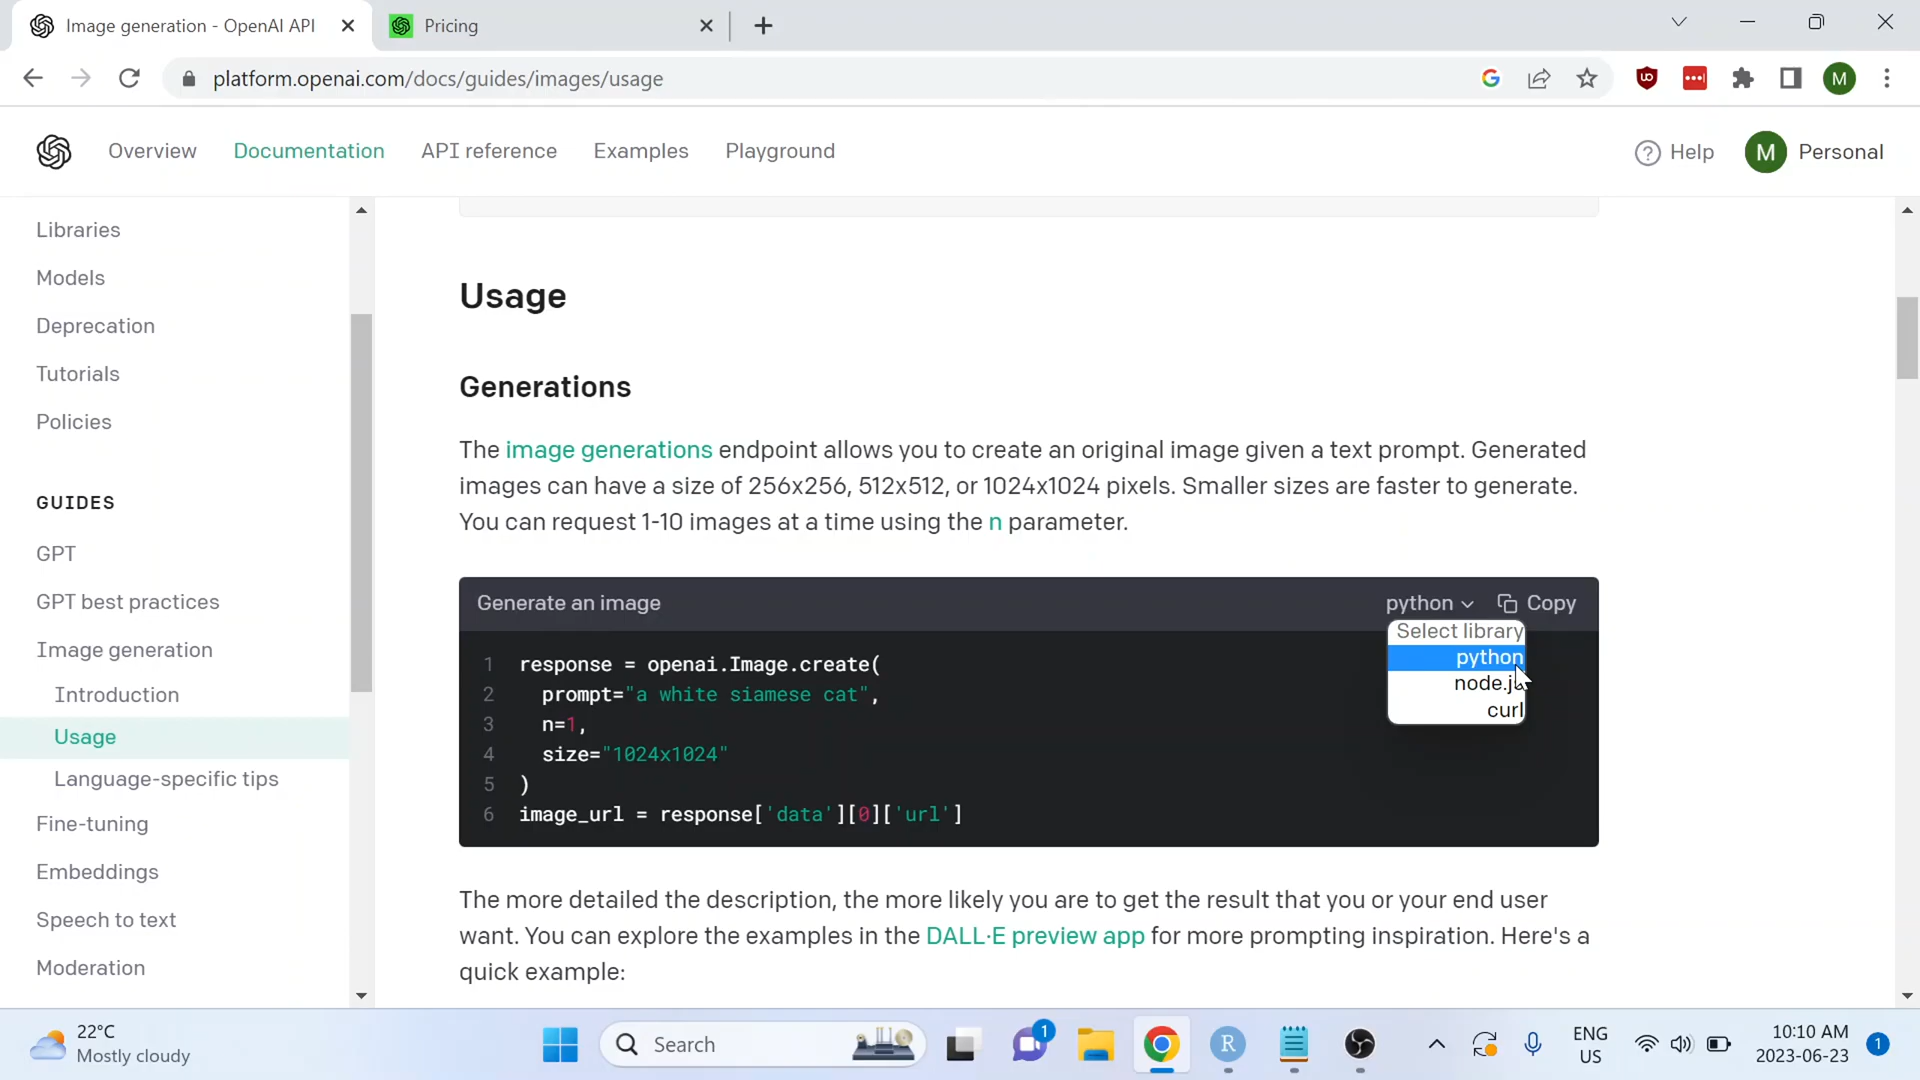 Image generation - OpenAI API
Pricing
platform.openai.com/docs/guides/images/usage
M
Overview
Documentation
API reference
Examples
Playground
Help
M
Personal
Libraries
Models
Deprecation
Tutorials
Policies
GUIDES
GPT
GPT best practices
Image generation
Introduction
Usage
Language-specific tips
Fine-tuning
Embeddings
Speech to text
Moderation
Usage
Generations
The image generations endpoint allows you to create an original image given a text prompt. Generated
images can have a size of 256x256, 512x512, or 1024x1024 pixels. Smaller sizes are faster to generate.
You can request 1-10 images at a time using the n parameter.
Generate an image
python
Copy
Select library
python
node.js
curl
1 response = openai.Image.create(
2 prompt="a white siamese cat",
3 n=1,
4 size="1024x1024"
5 )
6 image_url = response['data'][0]['url']
The more detailed the description, the more likely you are to get the result that you or your end user
want. You can explore the examples in the DALL·E preview app for more prompting inspiration. Here's a
quick example:
22°C
Mostly cloudy
Search
1
R
ENG
US
10:10 AM
2023-06-23
1